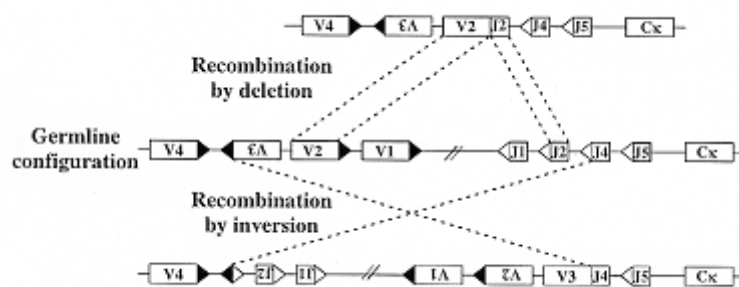 V4 V3 V2 J2 J4 J5 Cκ
Recombination
by deletion
Germline
configuration
V4 V3 V2 V1 // J1 J2 J4 J5 Cκ
Recombination
by inversion
V4 J2 J1 // V1 V2 V3 J4 J5 Cκ